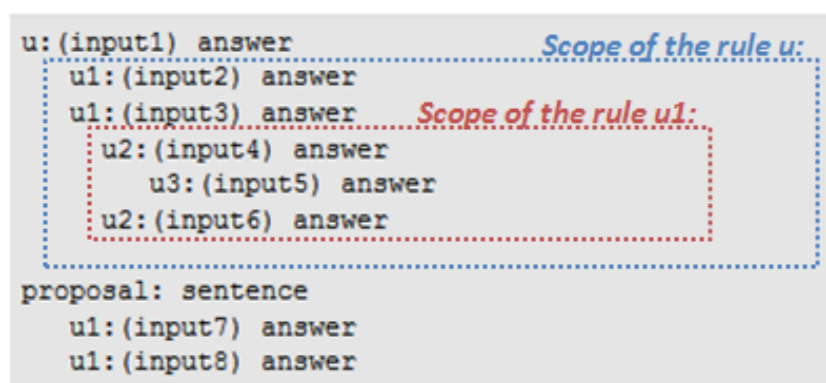 u:(input1) answer Scope of the rule u:
u1:(input2) answer
u1:(input3) answer Scope of the rule u1:
u2:(input4) answer
u3:(input5) answer
u2:(input6) answer
proposal: sentence
u1:(input7) answer
u1:(input8) answer